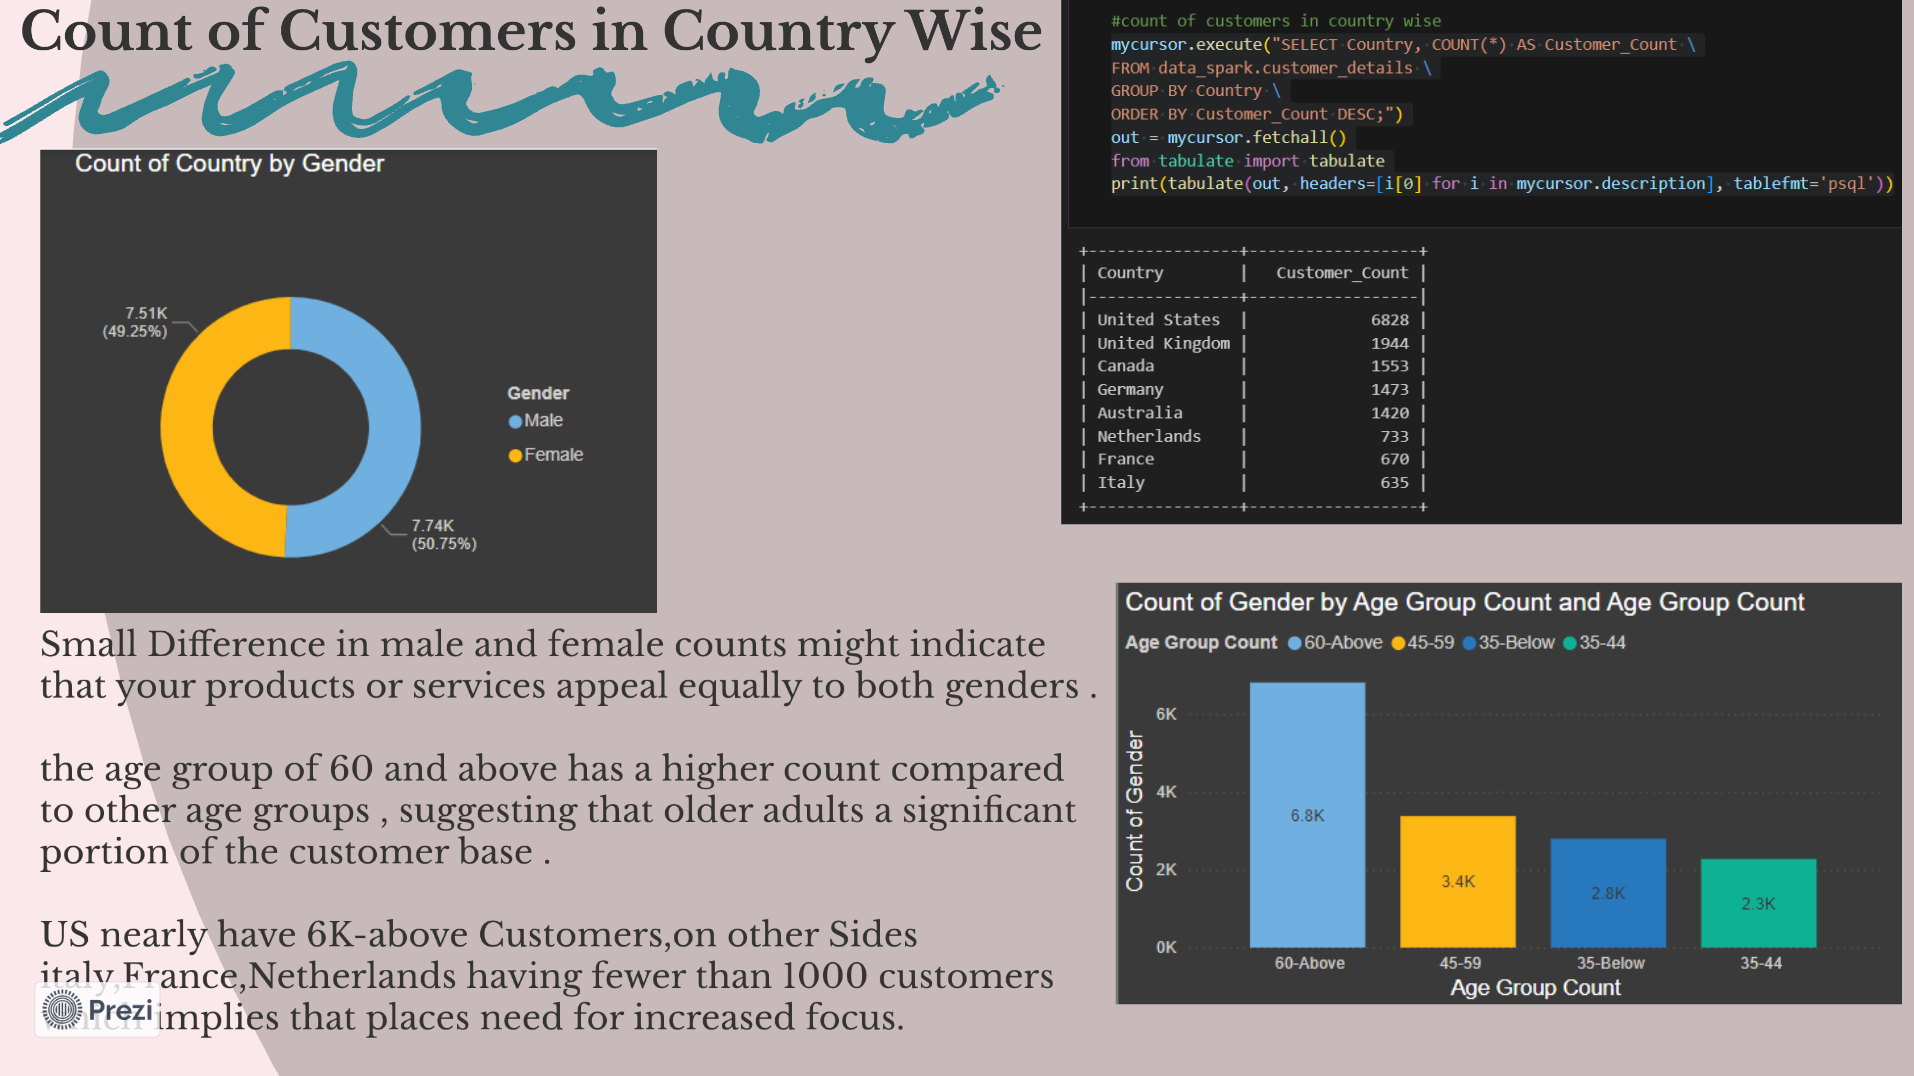 Count of Customers in Country Wise
Count of Country by Gender
7.51K
(49.25%)
Gender
Male
Female
7.74K
(50.75%)
Small Difference in male and female counts might indicate
that your products or services appeal equally to both genders .
the age group of 60 and above has a higher count compared
to other age groups , suggesting that older adults a significant
portion of the customer base .
US nearly have 6K-above Customers,on other Sides
italy,France,Netherlands having fewer than 1000 customers
implies that places need for increased focus.
Prezi
#count of customers in country wise
mycursor.execute("SELECT Country, COUNT(*) AS Customer_Count \
FROM data_spark.customer_details \
GROUP BY Country \
ORDER BY Customer_Count DESC;")
out = mycursor.fetchall()
from tabulate import tabulate
print(tabulate(out, headers=[i[0] for i in mycursor.description], tablefmt='psql'))
+----------------+------------------+
| Country | Customer_Count |
|----------------+------------------|
| United States | 6828 |
| United Kingdom | 1944 |
| Canada | 1553 |
| Germany | 1473 |
| Australia | 1420 |
| Netherlands | 733 |
| France | 670 |
| Italy | 635 |
+----------------+------------------+
Count of Gender by Age Group Count and Age Group Count
Age Group Count 60-Above 45-59 35-Below 35-44
Count of Gender
6K
4K
2K
0K
6.8K
3.4K
2.8K
2.3K
60-Above 45-59 35-Below 35-44
Age Group Count